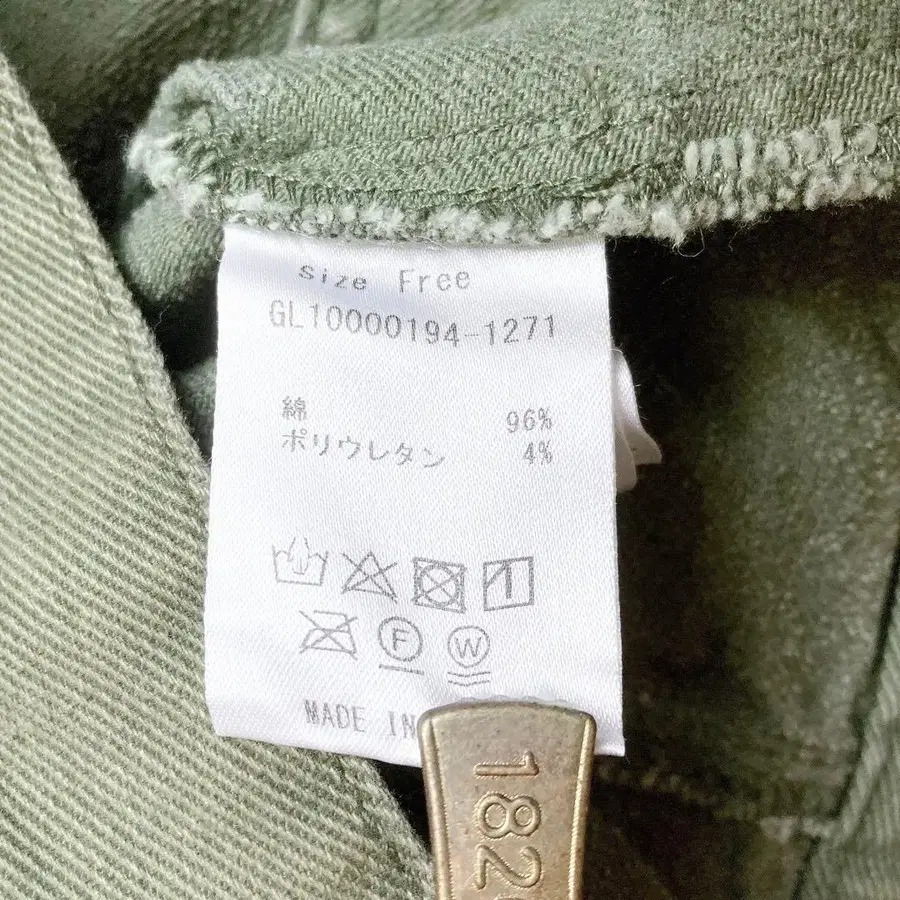 size Free
GL10000194-1271
綿 96%
ポリウレタン 4%
F
W
MADE IN
182